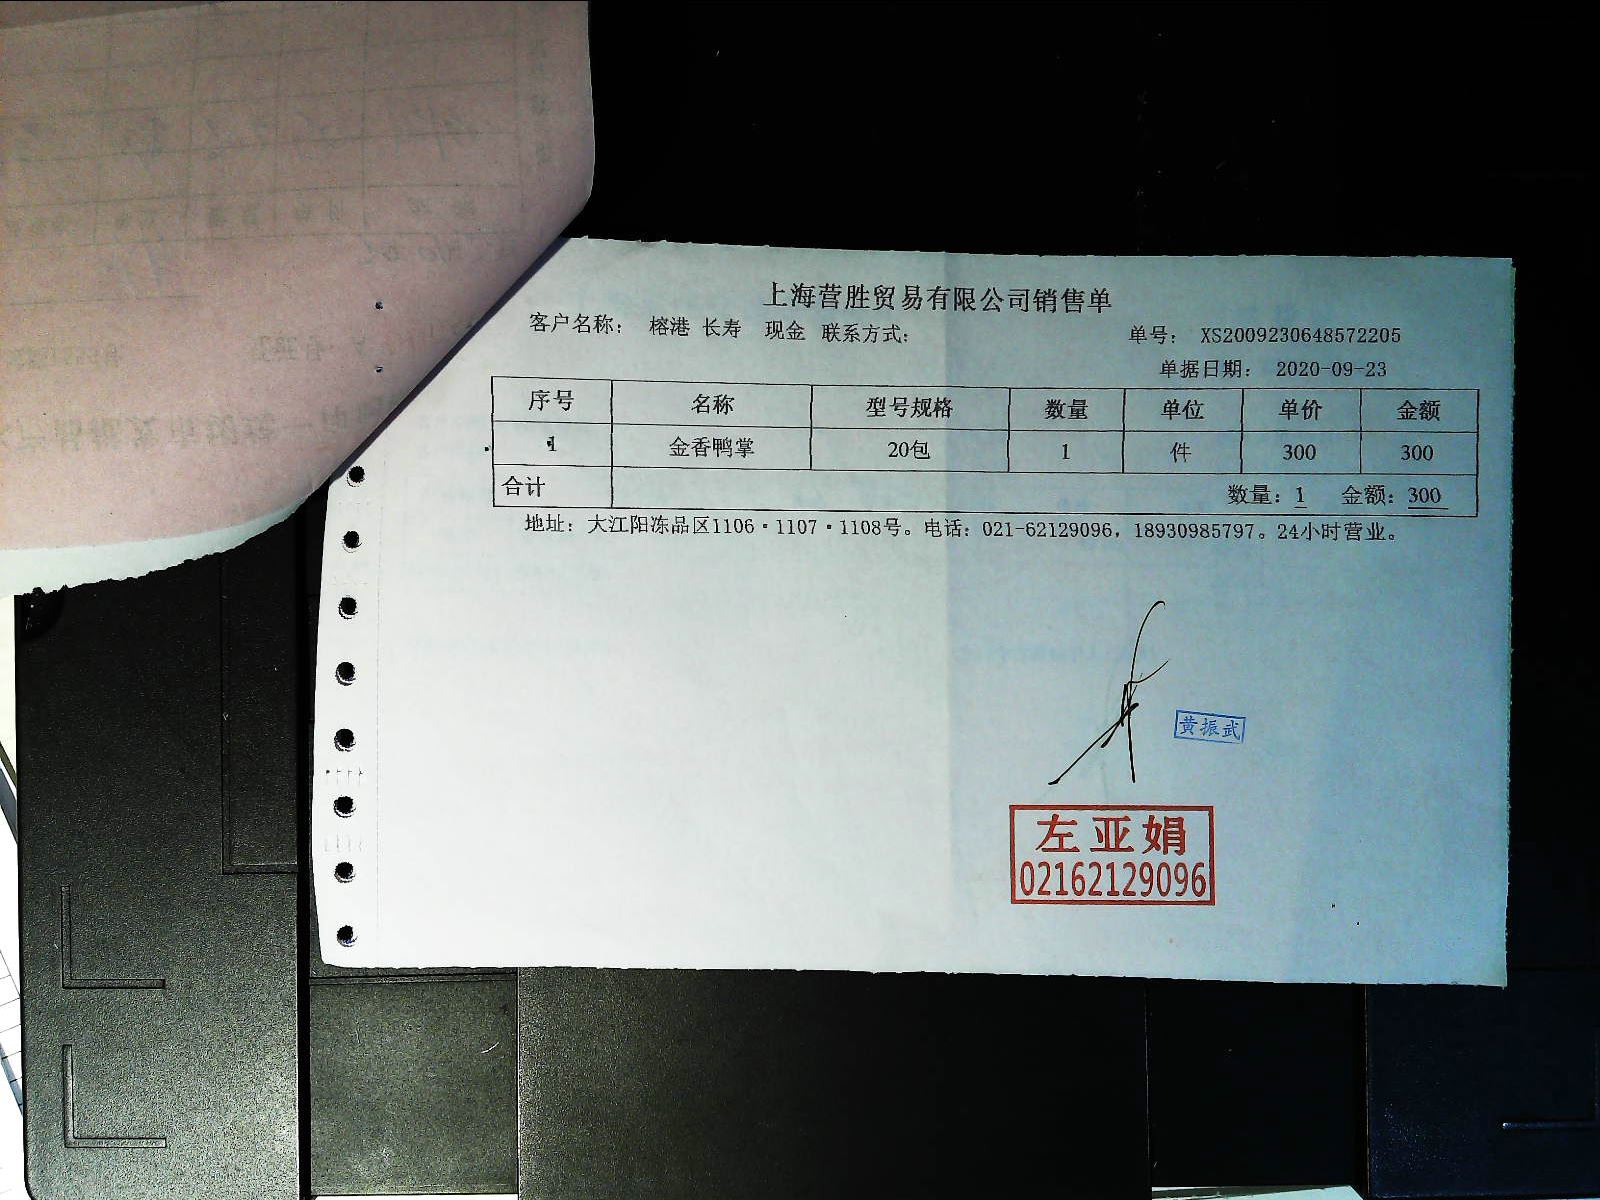 上海营胜贸易有限公司销售单
客户名称： 榕港 长寿 现金 联系方式： 单号： XS2009230648572205
单据日期： 2020-09-23
序号 名称 型号规格 数量 单位 单价 金额
1 金香鸭掌 20包 1 件 300 300
合计 数量：1 金额：300
地址：大江阳冻品区1106·1107·1108号。电话：021-62129096，18930985797。24小时营业。
黄振武
左亚娟
02162129096